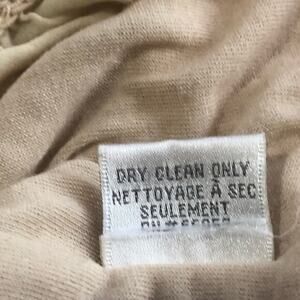 DRY CLEAN ONLY
NETTOYAGE À SEC
SEULEMENT